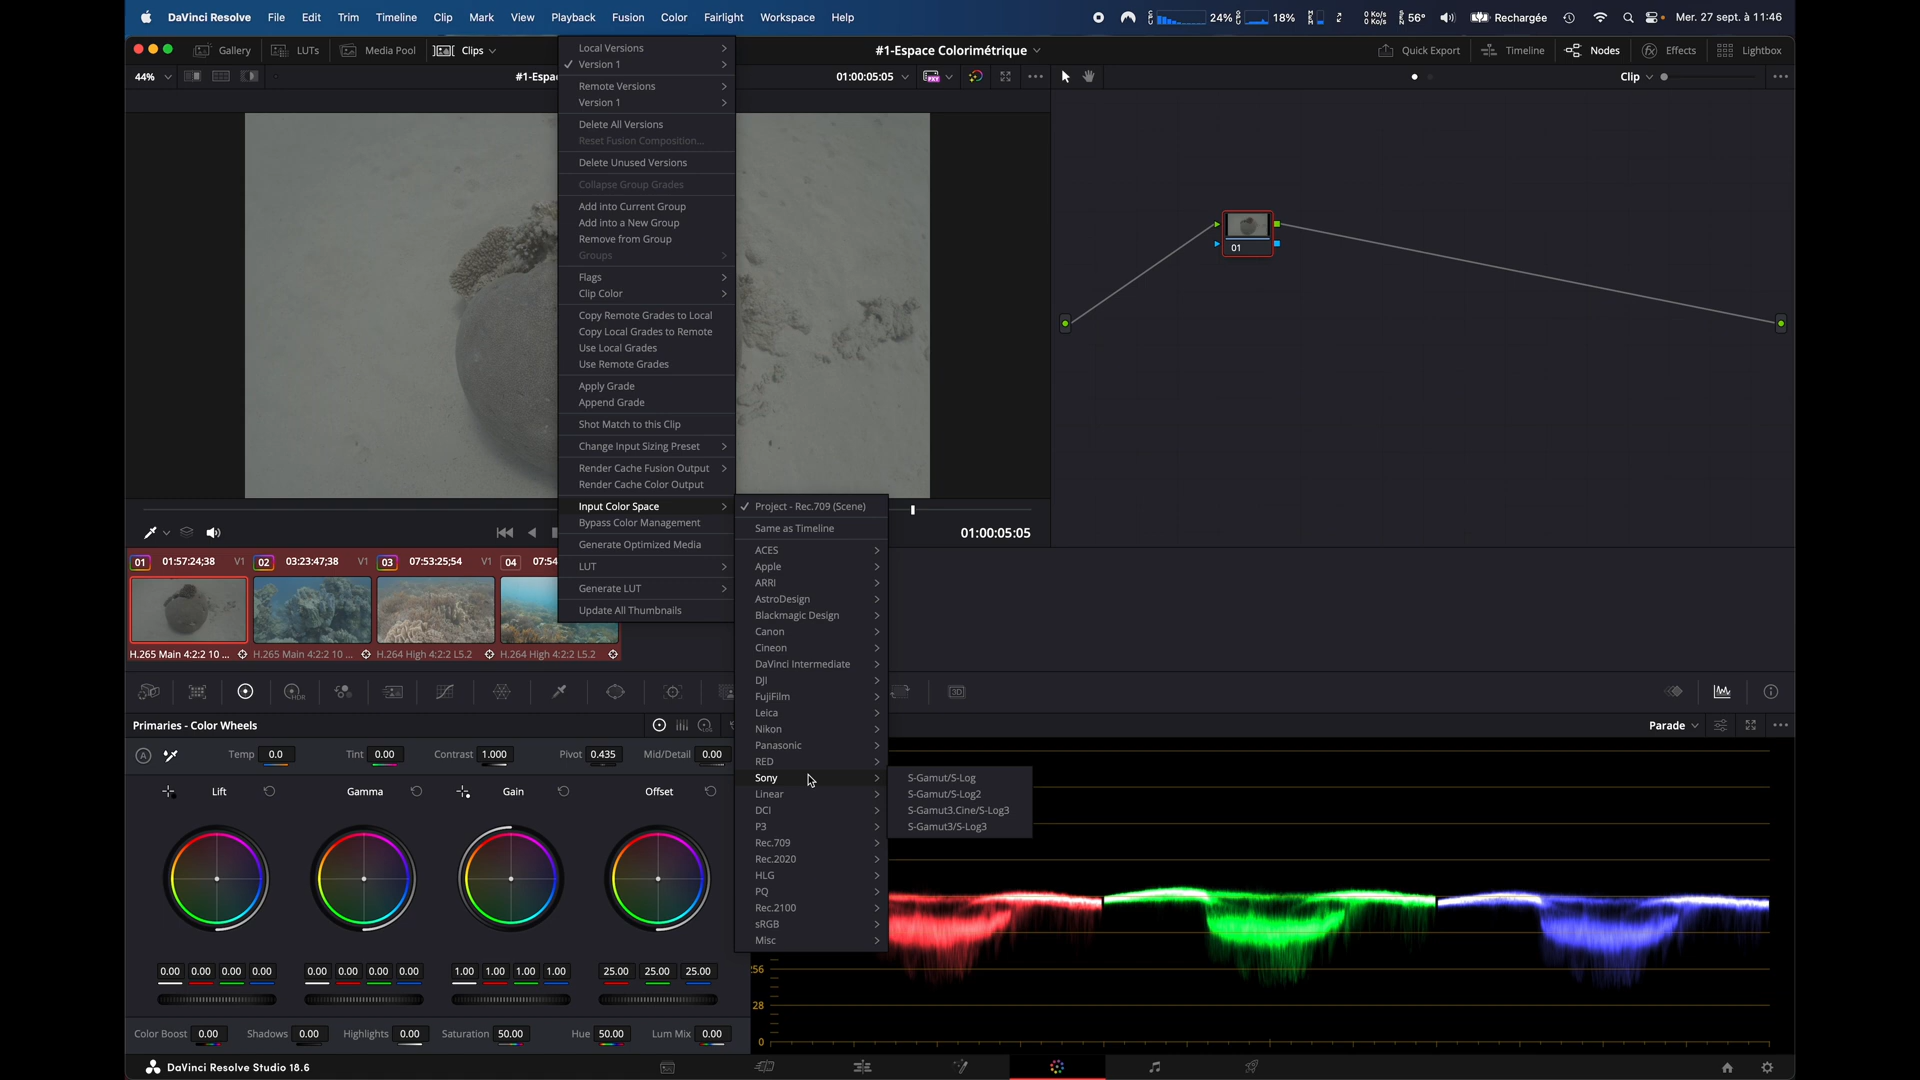 DaVinci Resolve File Edit Trim Timeline Clip Mark View Playback Fusion Color Fairlight Workspace Help
24% 18% 0 Ko/s 0 Ko/s 56° Rechargée Mer. 27 sept. à 11:46
Gallery LUTs Media Pool Clips #1-Espace Colorimétrique Quick Export Timeline Nodes Effects Lightbox
44% #1-Espa 01:00:05:05 Clip
Local Versions
Version 1
Remote Versions
Version 1
Delete All Versions
Reset Fusion Composition...
Delete Unused Versions
Collapse Group Grades
Add into Current Group
Add into a New Group
Remove from Group
Groups
Flags
Clip Color
Copy Remote Grades to Local
Copy Local Grades to Remote
Use Local Grades
Use Remote Grades
Apply Grade
Append Grade
Shot Match to this Clip
Change Input Sizing Preset
Render Cache Fusion Output
Render Cache Color Output
Input Color Space
Bypass Color Management
Generate Optimized Media
LUT
Generate LUT
Update All Thumbnails
Project - Rec.709 (Scene)
Same as Timeline
ACES
Apple
ARRI
AstroDesign
Blackmagic Design
Canon
Cineon
DaVinci Intermediate
DJI
FujiFilm
Leica
Nikon
Panasonic
RED
Sony
Linear
DCI
P3
Rec.709
Rec.2020
HLG
PQ
Rec.2100
sRGB
Misc
S-Gamut/S-Log
S-Gamut/S-Log2
S-Gamut3.Cine/S-Log3
S-Gamut3/S-Log3
01
01:00:05:05
01 01:57:24;38 V1 02 03:23:47;38 V1 03 07:53:25;54 V1 04 07:54
H.265 Main 4:2:2 10 ... H.265 Main 4:2:2 10 ... H.264 High 4:2:2 L5.2 H.264 High 4:2:2 L5.2
HDR 3D
Primaries - Color Wheels Parade
A Temp 0.0 Tint 0.00 Contrast 1.000 Pivot 0.435 Mid/Detail 0.00
Lift Gamma Gain Offset
0.00 0.00 0.00 0.00 0.00 0.00 0.00 0.00 1.00 1.00 1.00 1.00 25.00 25.00 25.00
Color Boost 0.00 Shadows 0.00 Highlights 0.00 Saturation 50.00 Hue 50.00 Lum Mix 0.00
56
28
0
DaVinci Resolve Studio 18.6